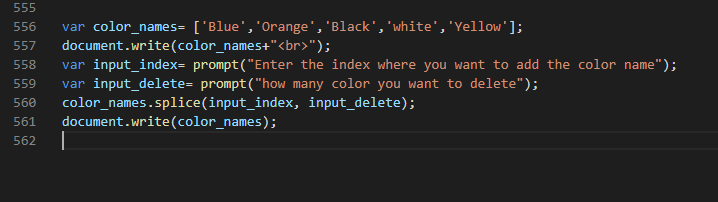 555
556 var color_names= ['Blue','Orange','Black','white','Yellow'];
557 document.write(color_names+"<br>");
558 var input_index= prompt("Enter the index where you want to add the color name");
559 var input_delete= prompt("how many color you want to delete");
560 color_names.splice(input_index, input_delete);
561 document.write(color_names);
562